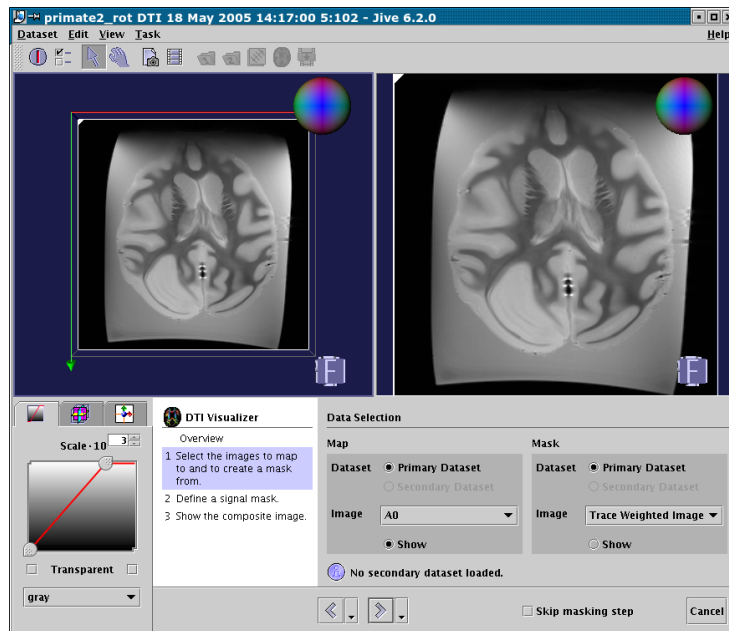 primate2_rot DTI 18 May 2005 14:17:00 5:102 - Jive 6.2.0
Dataset Edit View Task Help
DTI Visualizer
Overview
1 Select the images to map
to and to create a mask
from.
2 Define a signal mask.
3 Show the composite image.
Scale·10 3
Transparent
gray
Data Selection
Map
Dataset Primary Dataset
Secondary Dataset
Image A0
Show
Mask
Dataset Primary Dataset
Secondary Dataset
Image Trace Weighted Image
Show
No secondary dataset loaded.
Skip masking step
Cancel